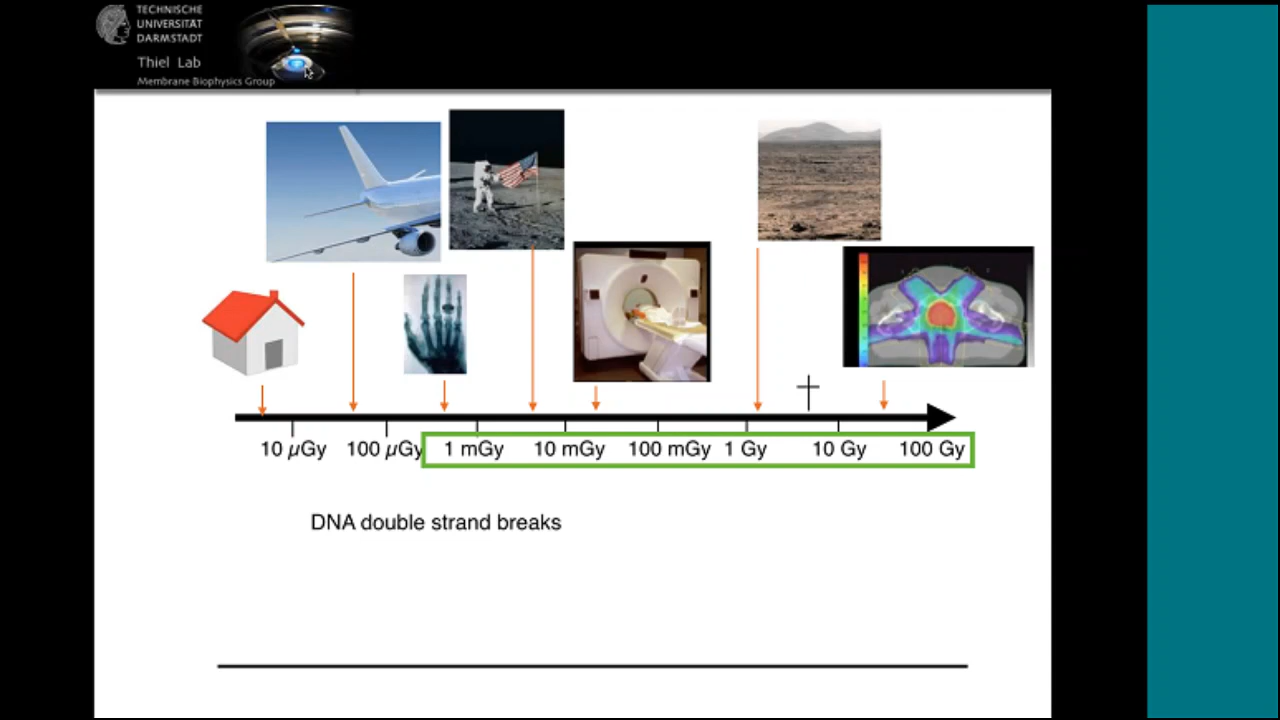 TECHNISCHE
UNIVERSITÄT
DARMSTADT
Thiel Lab
Membrane Biophysics Group
10 µGy 100 µGy 1 mGy 10 mGy 100 mGy 1 Gy 10 Gy 100 Gy
DNA double strand breaks